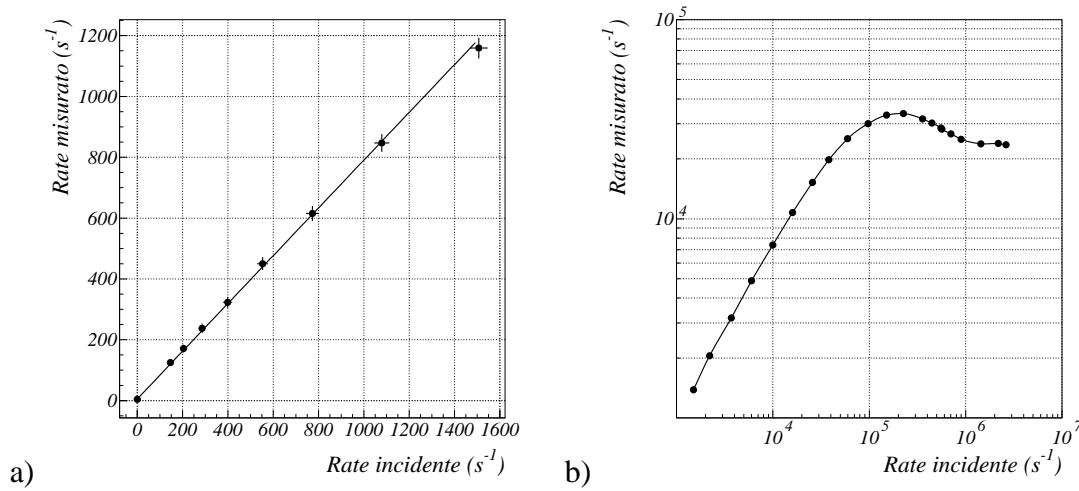 Rate misurato (s⁻¹)
1200
1000
800
600
400
200
0
0 200 400 600 800 1000 1200 1400 1600
Rate incidente (s⁻¹)
a)
Rate misurato (s⁻¹)
10⁵
10⁴
10⁴ 10⁵ 10⁶ 10⁷
Rate incidente (s⁻¹)
b)